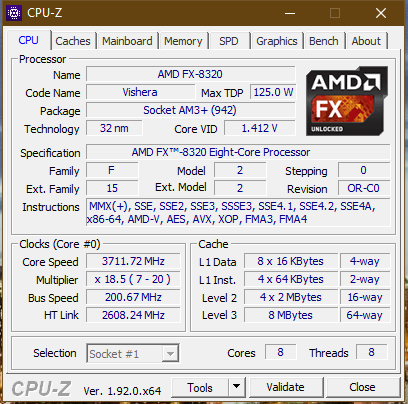 CPU-Z
CPU Caches Mainboard Memory SPD Graphics Bench About
Processor
Name AMD FX-8320
Code Name Vishera Max TDP 125.0 W
Package Socket AM3+ (942)
Technology 32 nm Core VID 1.412 V
AMD
FX
UNLOCKED
Specification AMD FX™-8320 Eight-Core Processor
Family F Model 2 Stepping 0
Ext. Family 15 Ext. Model 2 Revision OR-C0
Instructions MMX(+), SSE, SSE2, SSE3, SSSE3, SSE4.1, SSE4.2, SSE4A,
x86-64, AMD-V, AES, AVX, XOP, FMA3, FMA4
Clocks (Core #0) Cache
Core Speed 3711.72 MHz L1 Data 8 x 16 KBytes 4-way
Multiplier x 18.5 ( 7 - 20 ) L1 Inst. 4 x 64 KBytes 2-way
Bus Speed 200.67 MHz Level 2 4 x 2 MBytes 16-way
HT Link 2608.24 MHz Level 3 8 MBytes 64-way
Selection Socket #1 Cores 8 Threads 8
CPU-Z Ver. 1.92.0.x64 Tools Validate Close